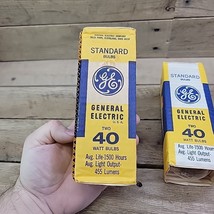 STANDARD
BULBS
GE
GENERAL
ELECTRIC
TWO
40
WATT BULBS
Avg. Life 1500 Hours
Avg. Light Output
455 Lumens
STANDARD
GENERAL
ELECTRIC
TWO
40
WATT BULBS
Avg. Life 1500 Hours
Avg. Light Output
455 Lumens